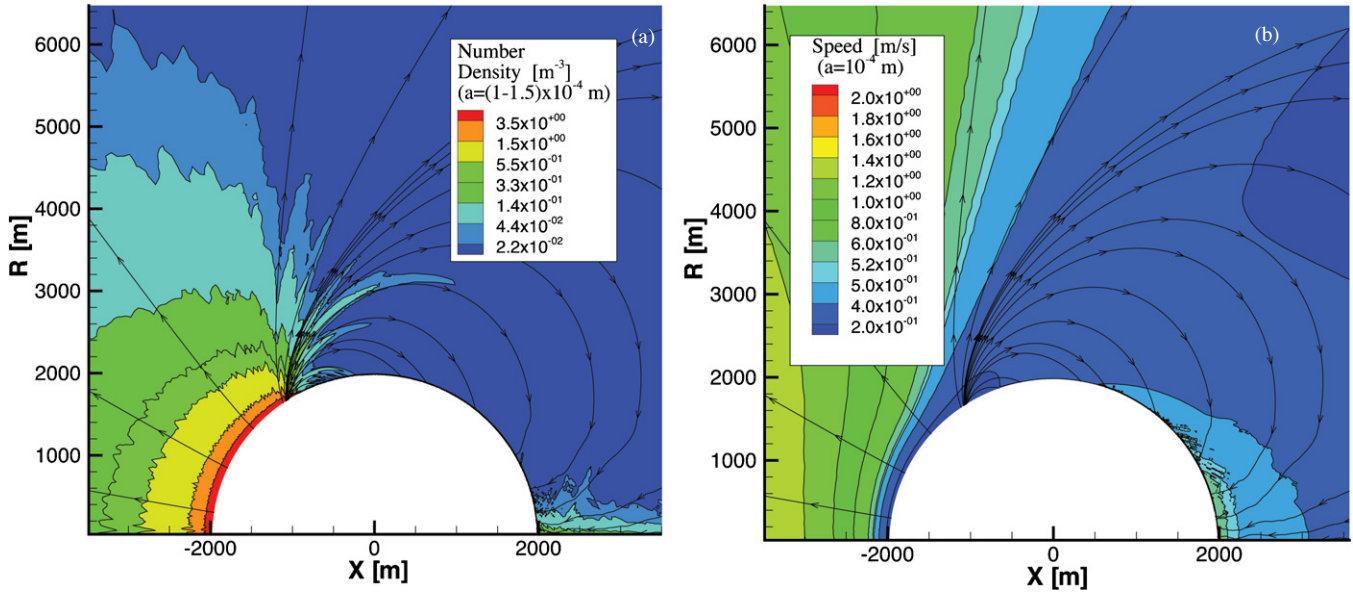 (a)
Number
Density [m⁻³]
(a=(1-1.5)x10⁻⁴ m)
3.5x10⁺⁰⁰
1.5x10⁺⁰⁰
5.5x10⁻⁰¹
3.3x10⁻⁰¹
1.4x10⁻⁰¹
4.4x10⁻⁰²
2.2x10⁻⁰²
6000
5000
4000
3000
2000
1000
R [m]
-2000
0
2000
X [m]
(b)
Speed [m/s]
(a=10⁻⁴ m)
2.0x10⁺⁰⁰
1.8x10⁺⁰⁰
1.6x10⁺⁰⁰
1.4x10⁺⁰⁰
1.2x10⁺⁰⁰
1.0x10⁺⁰⁰
8.0x10⁻⁰¹
6.0x10⁻⁰¹
5.2x10⁻⁰¹
5.0x10⁻⁰¹
4.0x10⁻⁰¹
2.0x10⁻⁰¹
6000
5000
4000
3000
2000
1000
R [m]
-2000
0
2000
X [m]